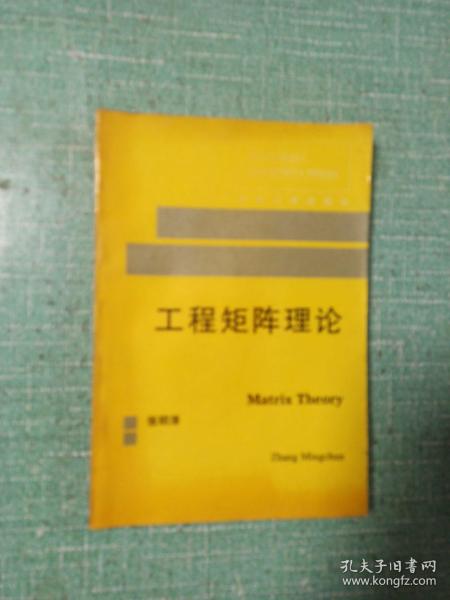 工程矩阵理论
Matrix Theory
张明淳
Zhang Mingchun
孔夫子旧书网
www.kongfz.com